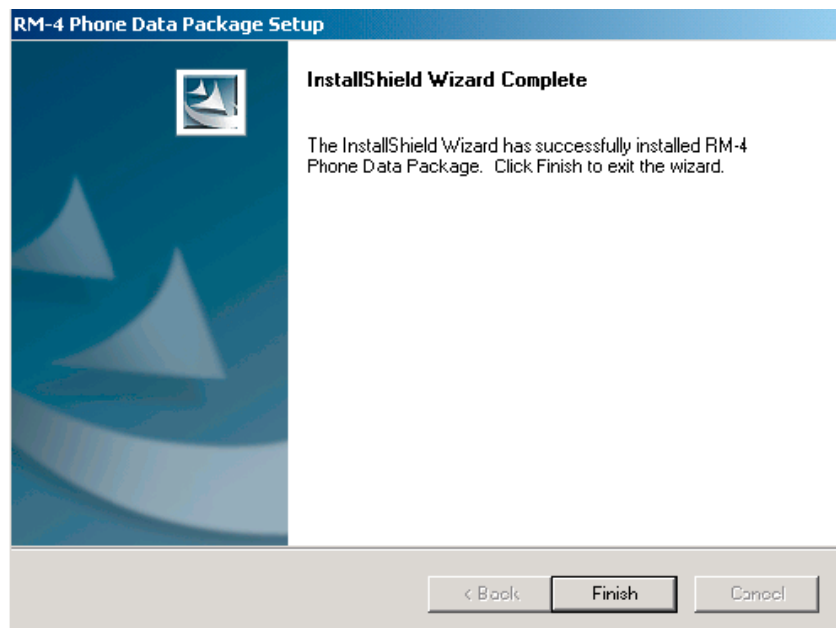 RM-4 Phone Data Package Setup
InstallShield Wizard Complete
The InstallShield Wizard has successfully installed RM-4
Phone Data Package.  Click Finish to exit the wizard.
< Back
Finish
Cancel